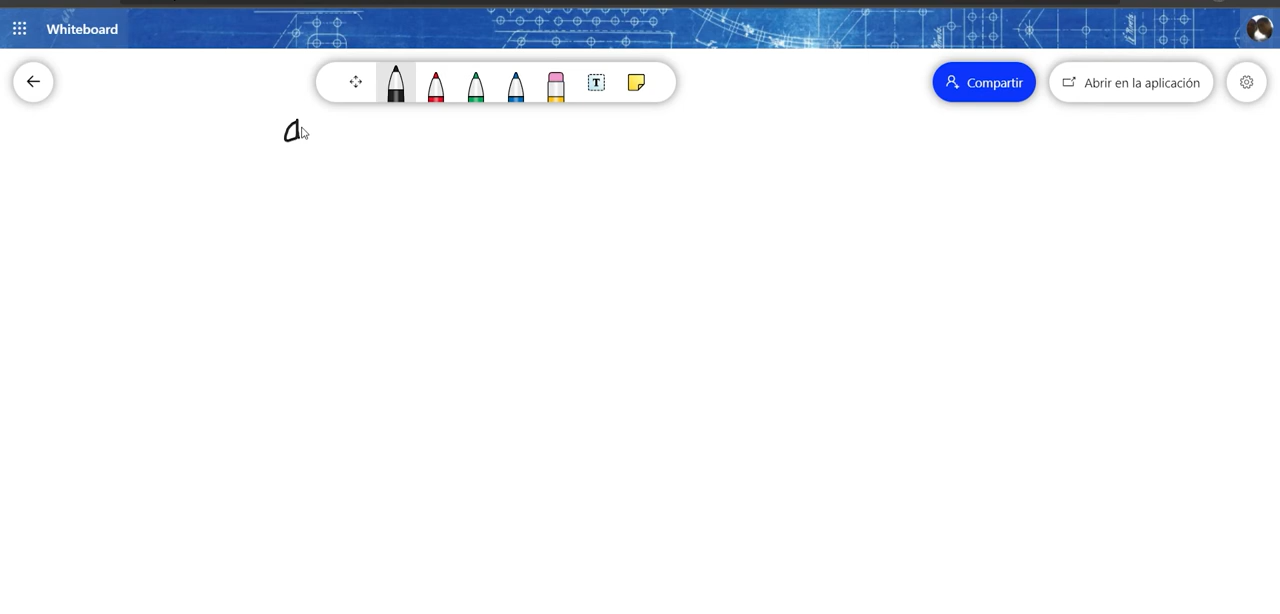 Whiteboard
T
Compartir
Abrir en la aplicación
a